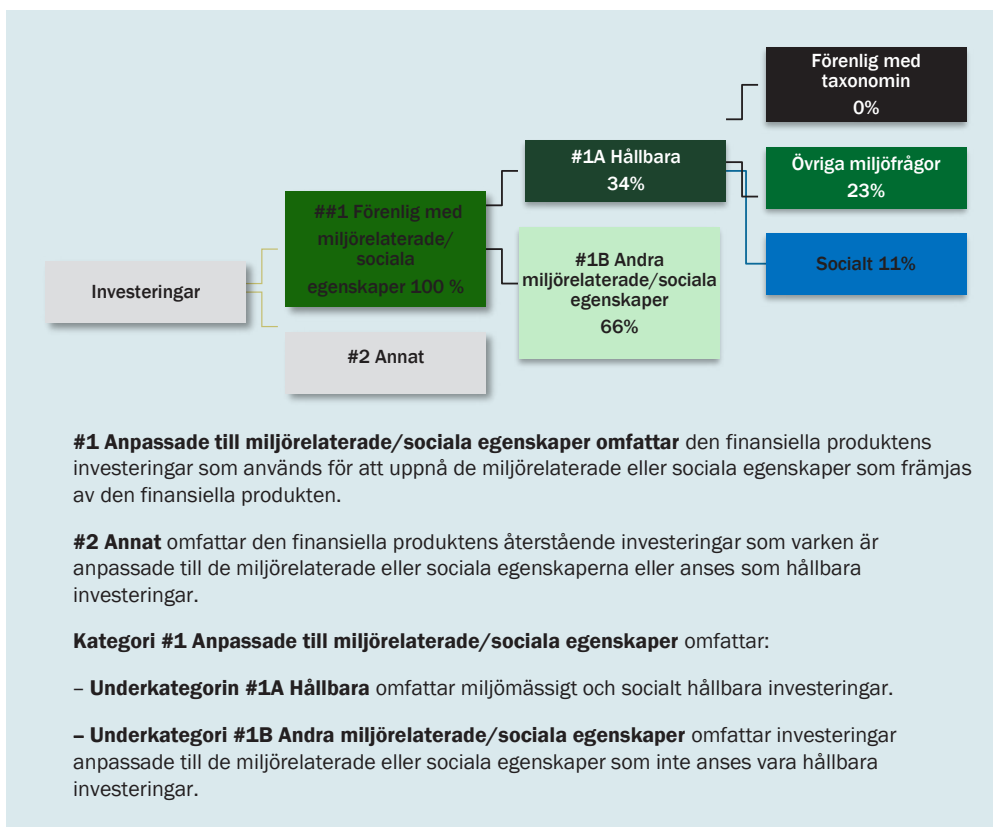 Investeringar
##1 Förenlig med
miljörelaterade/
sociala
egenskaper 100 %
#2 Annat
#1A Hållbara
34%
#1B Andra
miljörelaterade/sociala
egenskaper
66%
Förenlig med
taxonomin
0%
Övriga miljöfrågor
23%
Socialt 11%
#1 Anpassade till miljörelaterade/sociala egenskaper omfattar den finansiella produktens
investeringar som används för att uppnå de miljörelaterade eller sociala egenskaper som främjas
av den finansiella produkten.
#2 Annat omfattar den finansiella produktens återstående investeringar som varken är
anpassade till de miljörelaterade eller sociala egenskaperna eller anses som hållbara
investeringar.
Kategori #1 Anpassade till miljörelaterade/sociala egenskaper omfattar:
– Underkategorin #1A Hållbara omfattar miljömässigt och socialt hållbara investeringar.
– Underkategori #1B Andra miljörelaterade/sociala egenskaper omfattar investeringar
anpassade till de miljörelaterade eller sociala egenskaper som inte anses vara hållbara
investeringar.